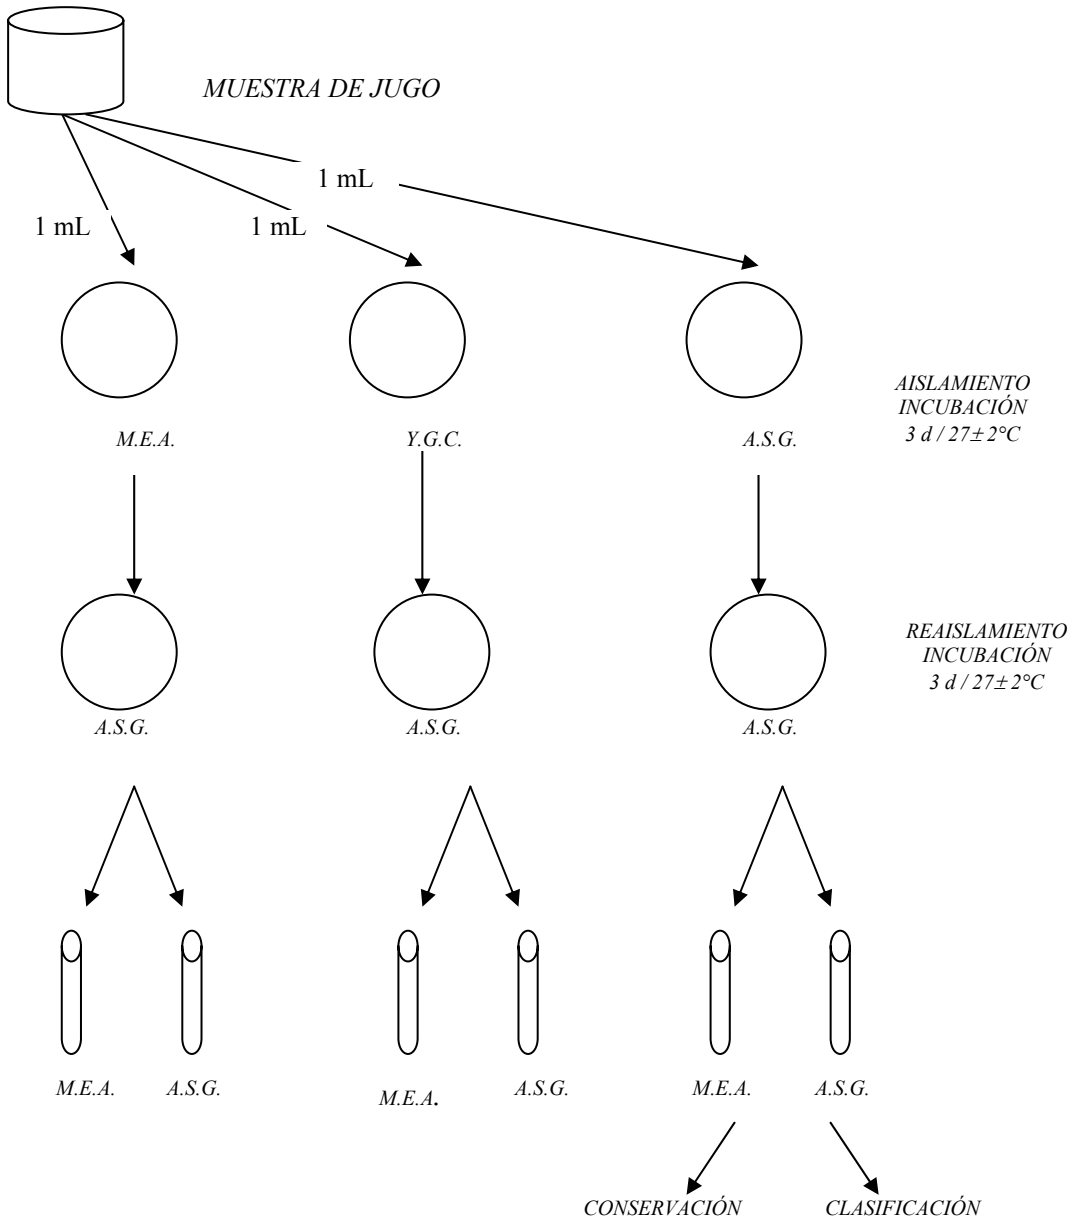 MUESTRA DE JUGO
1 mL
1 mL
1 mL
M.E.A.
Y.G.C.
A.S.G.
AISLAMIENTO
INCUBACIÓN
3 d / 27± 2°C
REAISLAMIENTO
INCUBACIÓN
3 d / 27± 2°C
A.S.G.
A.S.G.
A.S.G.
M.E.A.
A.S.G.
M.E.A.
A.S.G.
M.E.A.
A.S.G.
CONSERVACIÓN
CLASIFICACIÓN